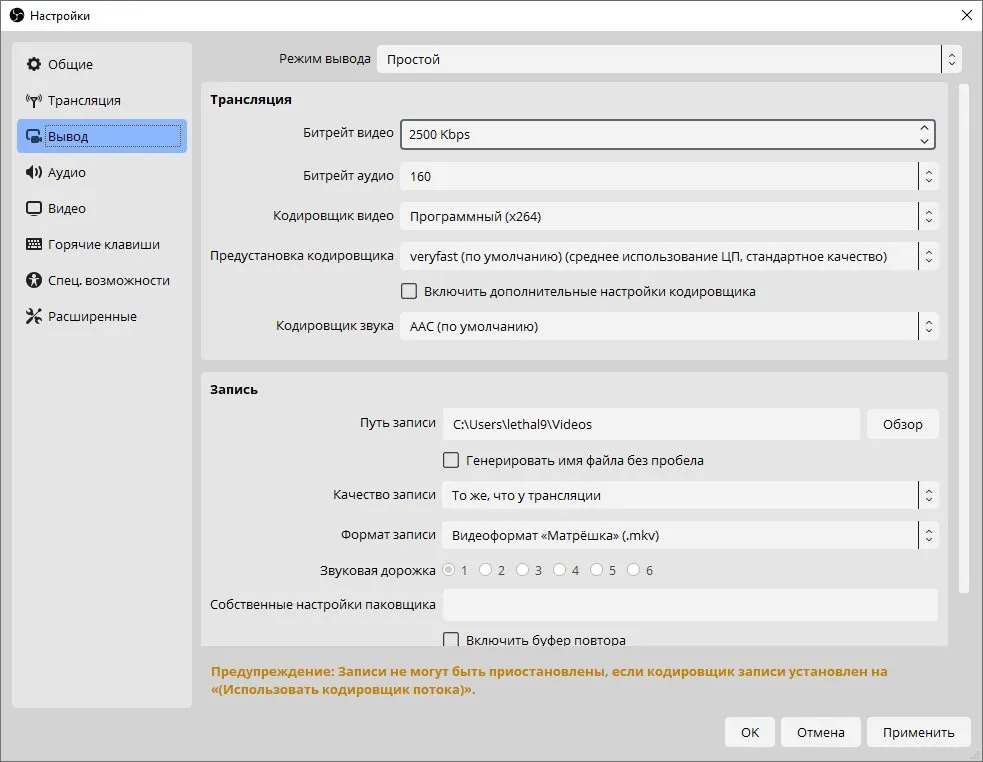 Настройки
Общие
Трансляция
Вывод
Аудио
Видео
Горячие клавиши
Спец. возможности
Расширенные
Режим вывода Простой
Трансляция
Битрейт видео 2500 Kbps
Битрейт аудио 160
Кодировщик видео Программный (x264)
Предустановка кодировщика veryfast (по умолчанию) (среднее использование ЦП, стандартное качество)
Включить дополнительные настройки кодировщика
Кодировщик звука AAC (по умолчанию)
Запись
Путь записи C:\Users\lethal9\Videos Обзор
Генерировать имя файла без пробела
Качество записи То же, что у трансляции
Формат записи Видеоформат «Матрёшка» (.mkv)
Звуковая дорожка 1 2 3 4 5 6
Собственные настройки паковщика
Включить буфер повтора
Предупреждение: Записи не могут быть приостановлены, если кодировщик записи установлен на
«(Использовать кодировщик потока)».
OK Отмена Применить